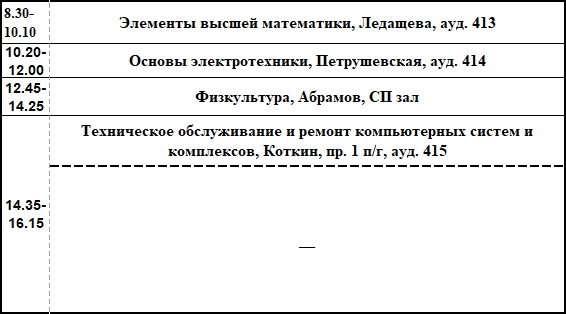 8.30-
10.10
Элементы высшей математики, Ледащева, ауд. 413
10.20-
12.00
Основы электротехники, Петрушевская, ауд. 414
12.45-
14.25
Физкультура, Абрамов, СП зал
14.35-
16.15
Техническое обслуживание и ремонт компьютерных систем и
комплексов, Коткин, пр. 1 п/г, ауд. 415
—